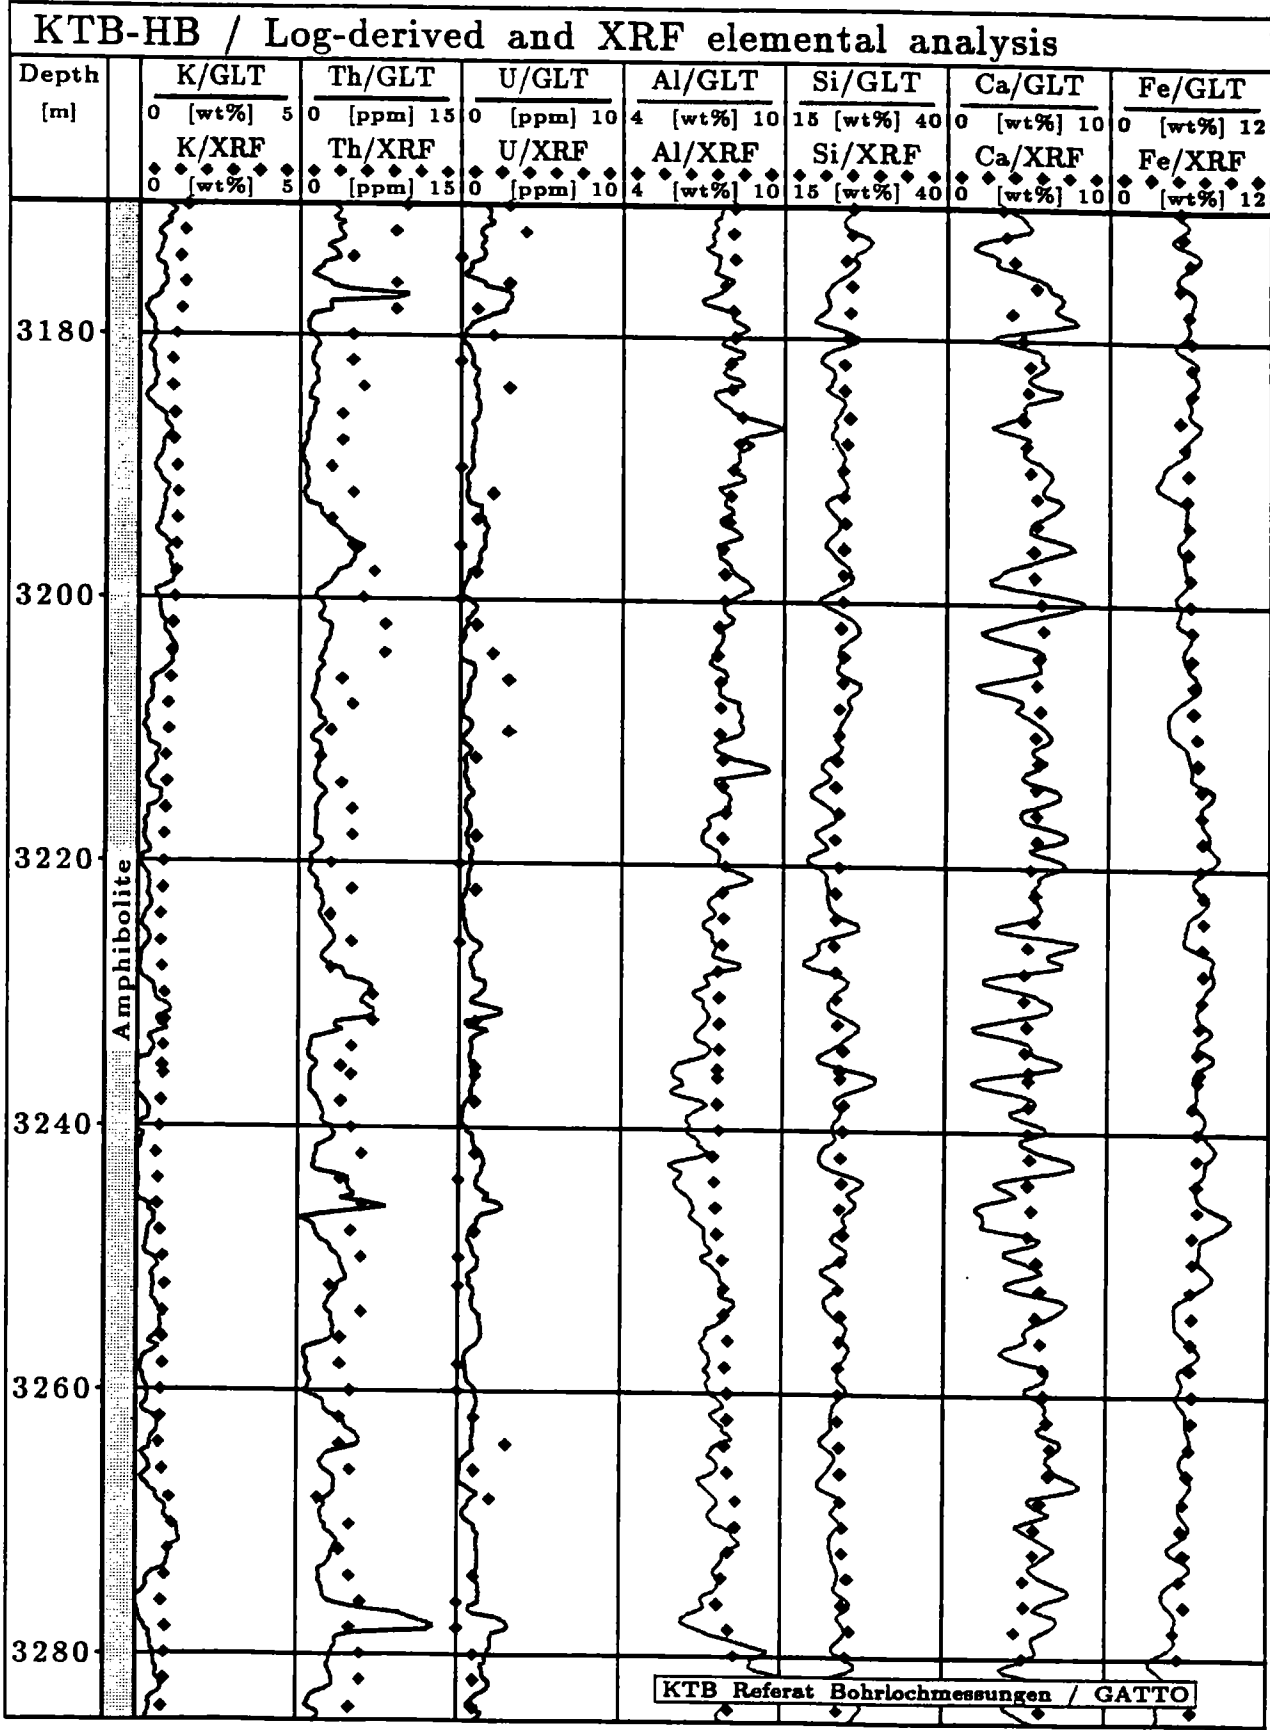 KTB-HB / Log-derived and XRF elemental analysis
Depth K/GLT Th/GLT U/GLT Al/GLT Si/GLT Ca/GLT Fe/GLT
[m] 0 [wt%] 5 0 [ppm] 15 0 [ppm] 10 4 [wt%] 10 15 [wt%] 40 0 [wt%] 10 0 [wt%] 12
K/XRF Th/XRF U/XRF Al/XRF Si/XRF Ca/XRF Fe/XRF
0 [wt%] 5 0 [ppm] 15 0 [ppm] 10 4 [wt%] 10 15 [wt%] 40 0 [wt%] 10 0 [wt%] 12
3180
3200
3220
Amphibolite
3240
3260
3280
KTB Referat Bohrlochmessungen / GATTO